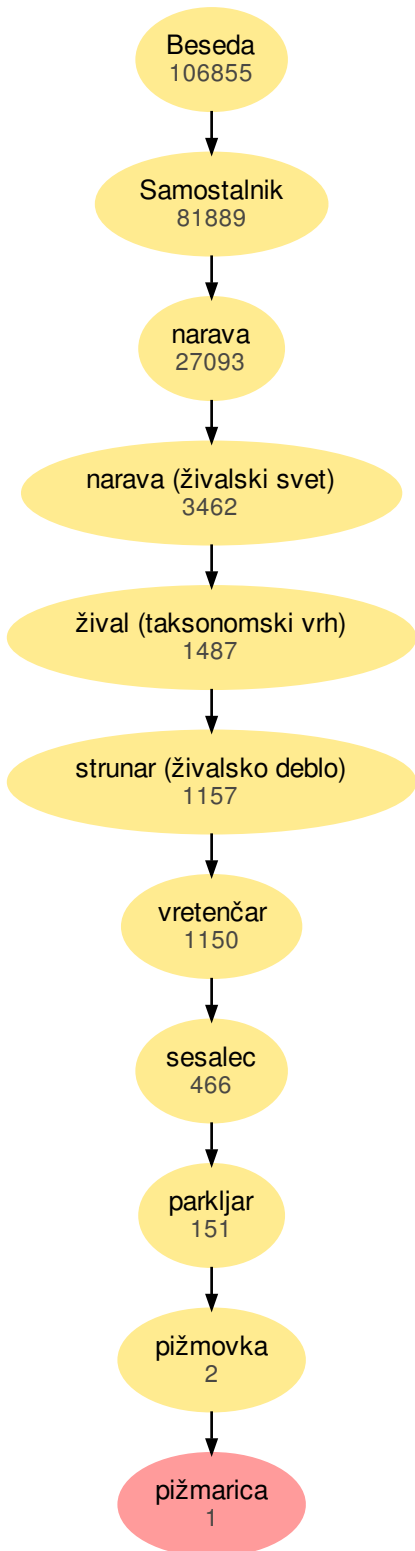 Beseda
106855
Samostalnik
81889
narava
27093
narava (živalski svet)
3462
žival (taksonomski vrh)
1487
strunar (živalsko deblo)
1157
vretenčar
1150
sesalec
466
parkljar
151
pižmovka
2
pižmarica
1